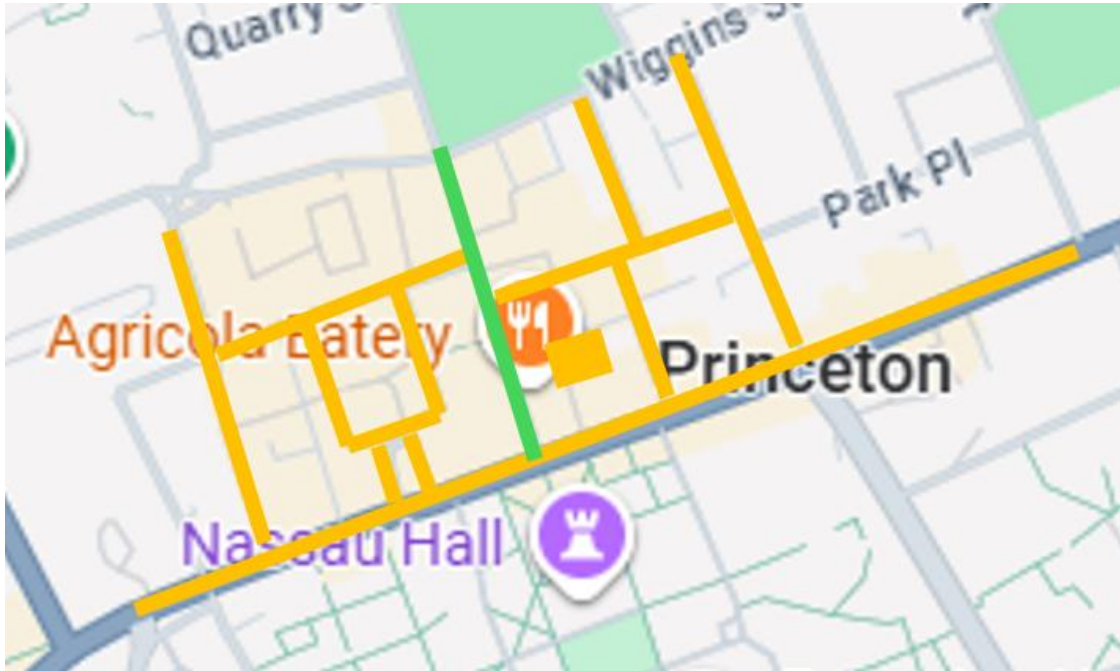 Quarry S
Wiggins S
Park Pl
Agricola Eatery
Princeton
Nassau Hall